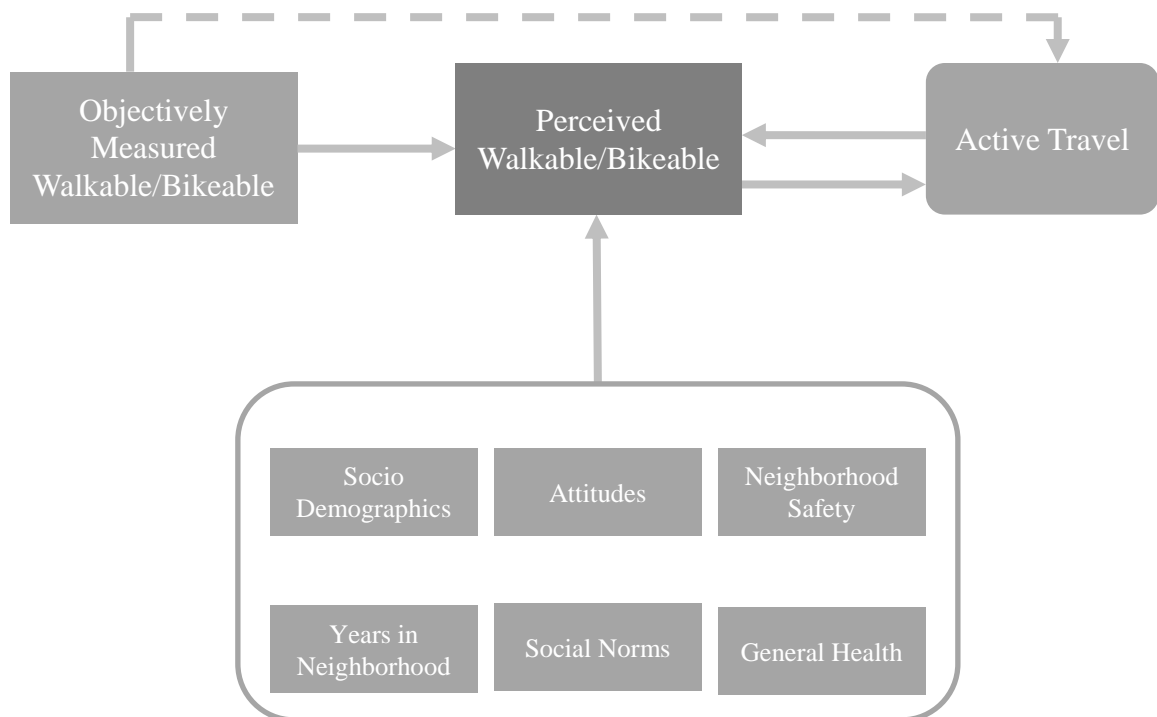 Objectively
Measured
Walkable/Bikeable
Perceived
Walkable/Bikeable
Active Travel
Socio
Demographics
Attitudes
Neighborhood
Safety
Years in
Neighborhood
Social Norms
General Health